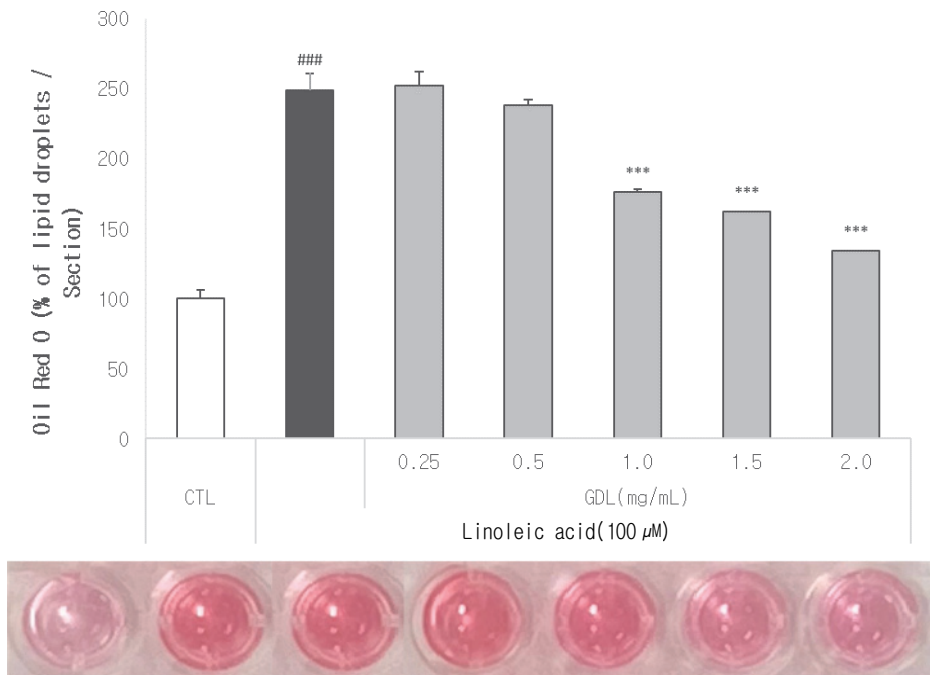 Oil Red O (% of lipid droplets /
Section)
300
250
200
150
100
50
0
###
***
***
***
0.25 0.5 1.0 1.5 2.0
CTL GDL(mg/mL)
Linoleic acid(100 μM)